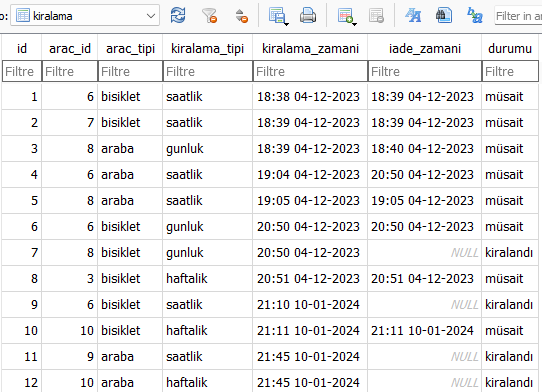 o: kiralama Filter in a
id arac_id arac_tipi kiralama_tipi kiralama_zamani iade_zamani durumu
Filtre Filtre Filtre Filtre Filtre Filtre Filtre
1 6 bisiklet saatlik 18:38 04-12-2023 18:39 04-12-2023 müsait
2 7 bisiklet saatlik 18:39 04-12-2023 18:39 04-12-2023 müsait
3 8 araba gunluk 18:39 04-12-2023 18:40 04-12-2023 müsait
4 6 araba saatlik 19:04 04-12-2023 20:50 04-12-2023 müsait
5 8 araba saatlik 19:05 04-12-2023 19:05 04-12-2023 müsait
6 6 bisiklet gunluk 20:50 04-12-2023 20:50 04-12-2023 müsait
7 8 bisiklet gunluk 20:50 04-12-2023 NULL kiralandı
8 3 bisiklet haftalik 20:51 04-12-2023 20:51 04-12-2023 müsait
9 6 bisiklet saatlik 21:10 10-01-2024 NULL kiralandı
10 10 bisiklet haftalik 21:11 10-01-2024 21:11 10-01-2024 müsait
11 9 araba saatlik 21:45 10-01-2024 NULL kiralandı
12 10 araba haftalik 21:45 10-01-2024 NULL kiralandı